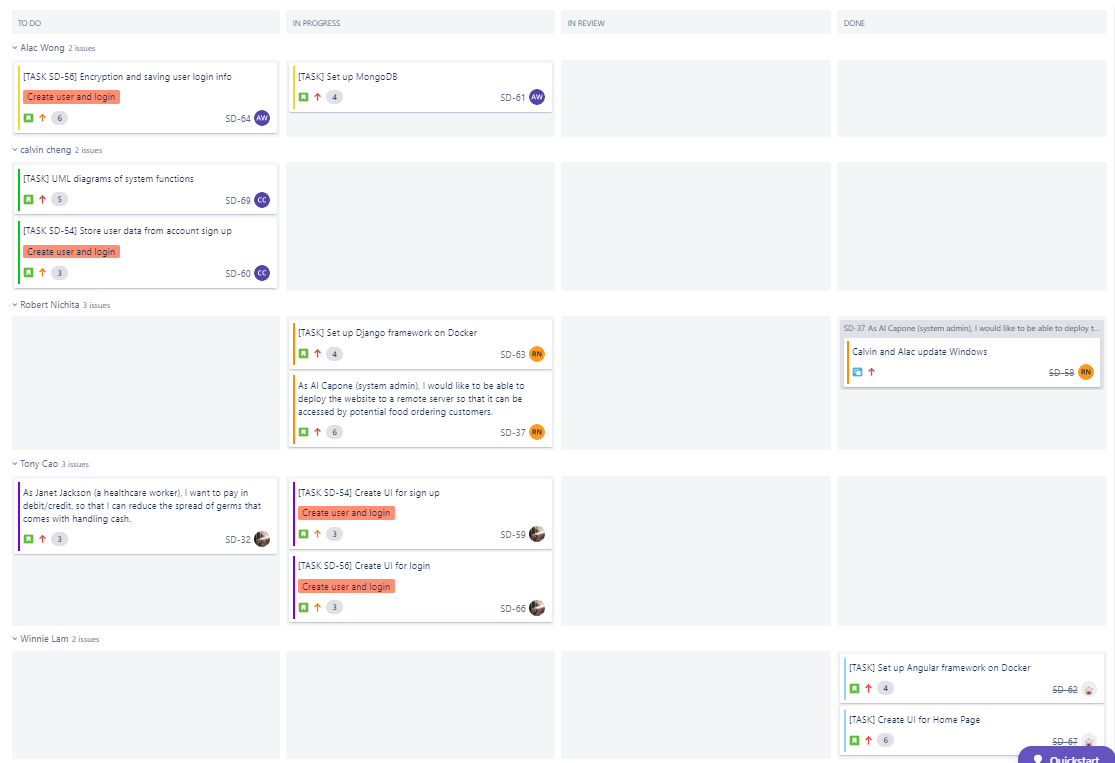 TO DO
IN PROGRESS
IN REVIEW
DONE
Alac Wong 2 issues
[TASK SD-56] Encryption and saving user login info
Create user and login
6
SD-64
AW
[TASK] Set up MongoDB
4
SD-61
AW
calvin cheng 2 issues
[TASK] UML diagrams of system functions
5
SD-69
CC
[TASK SD-54] Store user data from account sign up
Create user and login
3
SD-60
CC
Robert Nichita 3 issues
[TASK] Set up Django framework on Docker
4
SD-63
RN
As Al Capone (system admin), I would like to be able to
deploy the website to a remote server so that it can be
accessed by potential food ordering customers.
6
SD-37
RN
SD-37 As Al Capone (system admin), I would like to be able to deploy t...
Calvin and Alac update Windows
SD-58
RN
Tony Cao 3 issues
As Janet Jackson (a healthcare worker), I want to pay in
debit/credit, so that I can reduce the spread of germs that
comes with handling cash.
3
SD-32
[TASK SD-54] Create UI for sign up
Create user and login
3
SD-59
[TASK SD-56] Create UI for login
Create user and login
3
SD-66
Winnie Lam 2 issues
[TASK] Set up Angular framework on Docker
4
SD-62
[TASK] Create UI for Home Page
6
SD-67
Quickstart